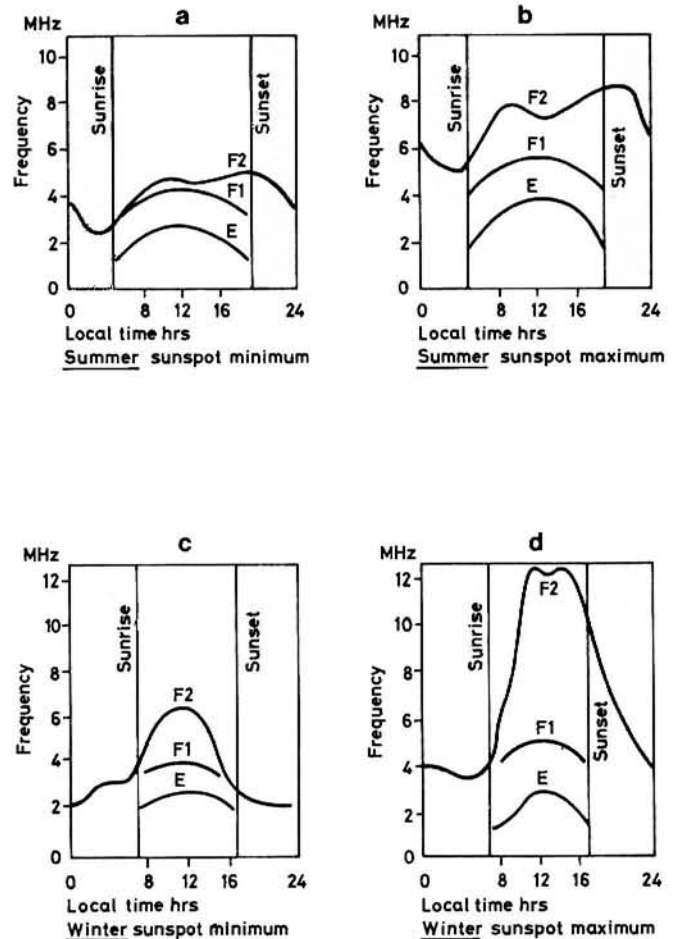 a
MHz
10
8
6
4
2
0
Frequency
Sunrise
Sunset
F2
F1
E
0 8 12 16 24
Local time hrs
Summer sunspot minimum
b
MHz
10
8
6
4
2
0
Frequency
Sunrise
Sunset
F2
F1
E
0 8 12 16 24
Local time hrs
Summer sunspot maximum
c
MHz
12
10
8
6
4
2
0
Frequency
Sunrise
Sunset
F2
F1
E
0 8 12 16 24
Local time hrs
Winter sunspot minimum
d
MHz
12
10
8
6
4
2
0
Frequency
Sunrise
Sunset
F2
F1
E
0 8 12 16 24
Local time hrs
Winter sunspot maximum